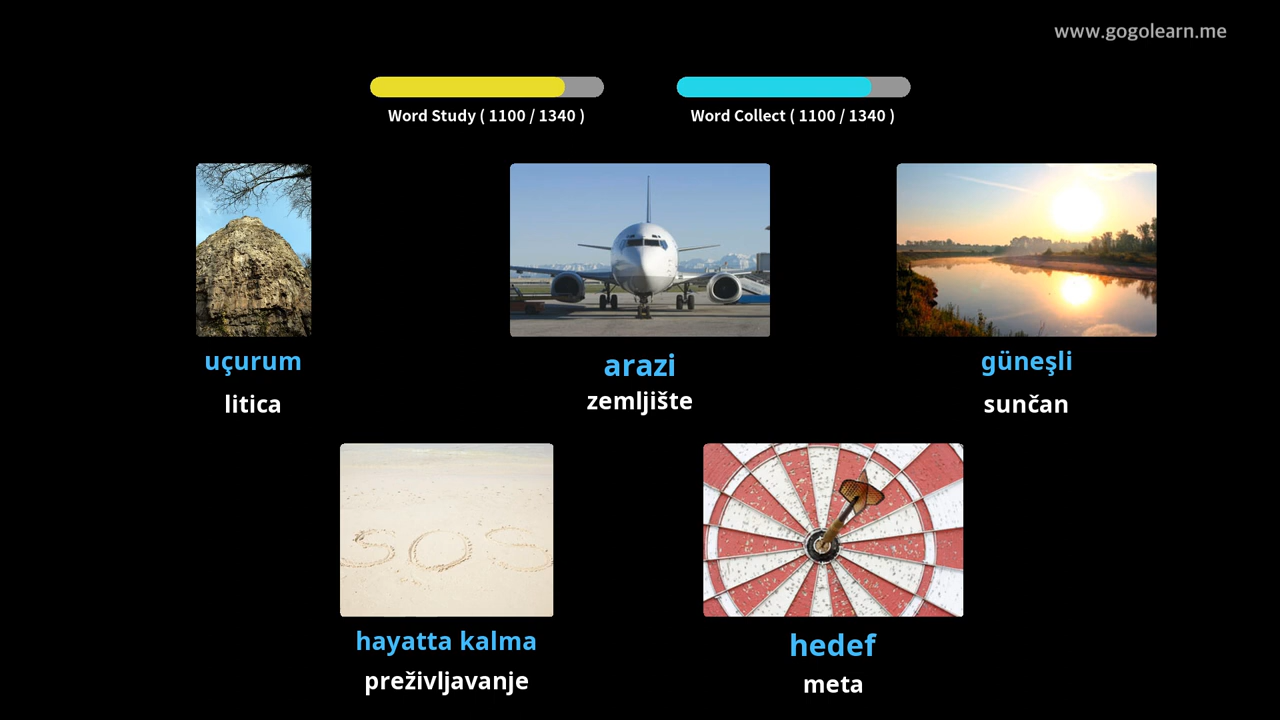 www.gogolearn.me
Word Study ( 1100 / 1340 )
Word Collect ( 1100 / 1340 )
uçurum
litica
arazi
zemljište
güneşli
sunčan
SOS
hayatta kalma
preživljavanje
hedef
meta